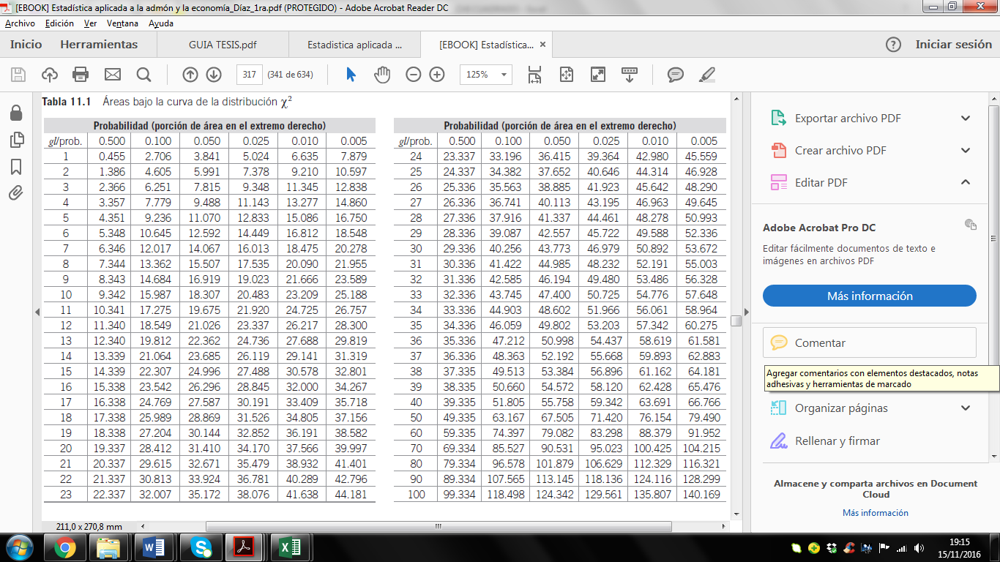 [EBOOK] Estadística aplicada a la admón y la economía_Díaz_1ra.pdf (PROTEGIDO) - Adobe Acrobat Reader DC
Archivo Edición Ver Ventana Ayuda
Inicio Herramientas GUIA TESIS.pdf Estadistica aplicada ... [EBOOK] Estadística... × ? Iniciar sesión
317 (341 de 634) 125%
Tabla 11.1 Áreas bajo la curva de la distribución χ²
Probabilidad (porción de área en el extremo derecho) Probabilidad (porción de área en el extremo derecho)
gl/prob. 0.500 0.100 0.050 0.025 0.010 0.005 gl/prob. 0.500 0.100 0.050 0.025 0.010 0.005
1 0.455 2.706 3.841 5.024 6.635 7.879 24 23.337 33.196 36.415 39.364 42.980 45.559
2 1.386 4.605 5.991 7.378 9.210 10.597 25 24.337 34.382 37.652 40.646 44.314 46.928
3 2.366 6.251 7.815 9.348 11.345 12.838 26 25.336 35.563 38.885 41.923 45.642 48.290
4 3.357 7.779 9.488 11.143 13.277 14.860 27 26.336 36.741 40.113 43.195 46.963 49.645
5 4.351 9.236 11.070 12.833 15.086 16.750 28 27.336 37.916 41.337 44.461 48.278 50.993
6 5.348 10.645 12.592 14.449 16.812 18.548 29 28.336 39.087 42.557 45.722 49.588 52.336
7 6.346 12.017 14.067 16.013 18.475 20.278 30 29.336 40.256 43.773 46.979 50.892 53.672
8 7.344 13.362 15.507 17.535 20.090 21.955 31 30.336 41.422 44.985 48.232 52.191 55.003
9 8.343 14.684 16.919 19.023 21.666 23.589 32 31.336 42.585 46.194 49.480 53.486 56.328
10 9.342 15.987 18.307 20.483 23.209 25.188 33 32.336 43.745 47.400 50.725 54.776 57.648
11 10.341 17.275 19.675 21.920 24.725 26.757 34 33.336 44.903 48.602 51.966 56.061 58.964
12 11.340 18.549 21.026 23.337 26.217 28.300 35 34.336 46.059 49.802 53.203 57.342 60.275
13 12.340 19.812 22.362 24.736 27.688 29.819 36 35.336 47.212 50.998 54.437 58.619 61.581
14 13.339 21.064 23.685 26.119 29.141 31.319 37 36.336 48.363 52.192 55.668 59.893 62.883
15 14.339 22.307 24.996 27.488 30.578 32.801 38 37.335 49.513 53.384 56.896 61.162 64.181
16 15.338 23.542 26.296 28.845 32.000 34.267 39 38.335 50.660 54.572 58.120 62.428 65.476
17 16.338 24.769 27.587 30.191 33.409 35.718 40 39.335 51.805 55.758 59.342 63.691 66.766
18 17.338 25.989 28.869 31.526 34.805 37.156 50 49.335 63.167 67.505 71.420 76.154 79.490
19 18.338 27.204 30.144 32.852 36.191 38.582 60 59.335 74.397 79.082 83.298 88.379 91.952
20 19.337 28.412 31.410 34.170 37.566 39.997 70 69.334 85.527 90.531 95.023 100.425 104.215
21 20.337 29.615 32.671 35.479 38.932 41.401 80 79.334 96.578 101.879 106.629 112.329 116.321
22 21.337 30.813 33.924 36.781 40.289 42.796 90 89.334 107.565 113.145 118.136 124.116 128.299
23 22.337 32.007 35.172 38.076 41.638 44.181 100 99.334 118.498 124.342 129.561 135.807 140.169
211,0 x 270,8 mm
Exportar archivo PDF
Crear archivo PDF
Editar PDF
Adobe Acrobat Pro DC
Editar fácilmente documentos de texto e
imágenes en archivos PDF
Más información
Comentar
Agregar comentarios con elementos destacados, notas
adhesivas y herramientas de marcado
Organizar páginas
Rellenar y firmar
Almacene y comparta archivos en Document
Cloud
Más información
19:15
15/11/2016